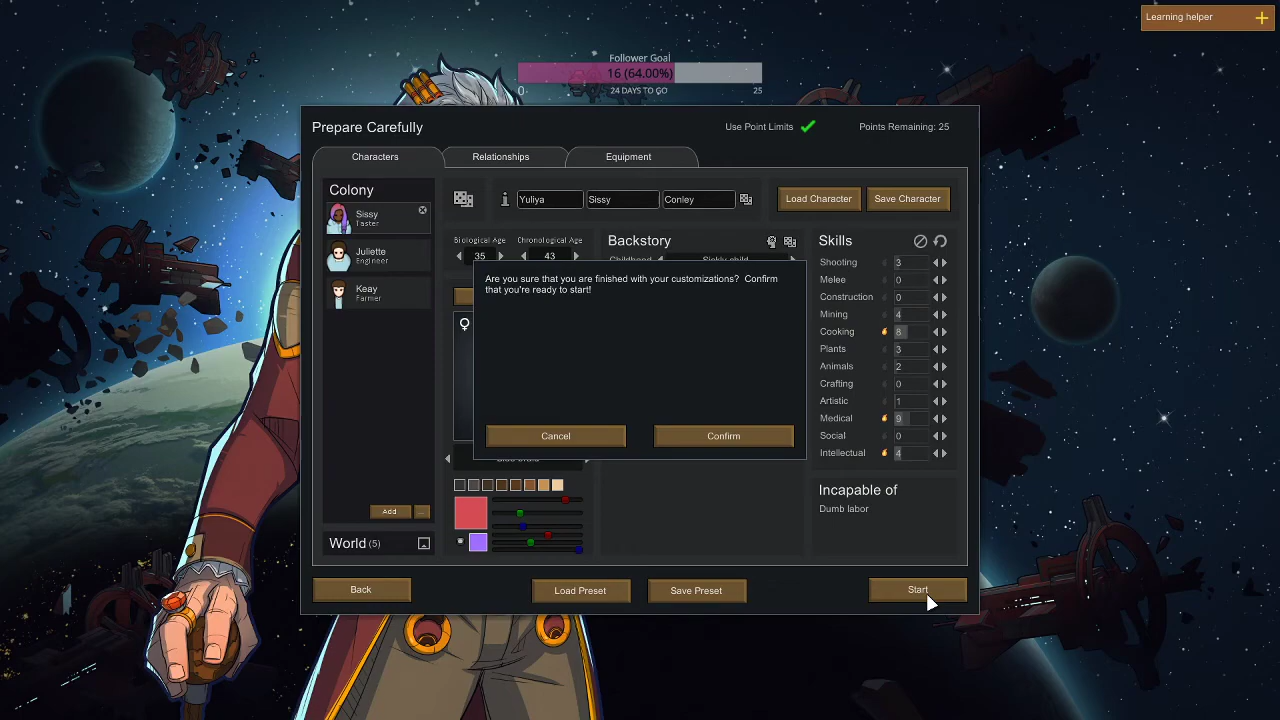 Learning helper
Follower Goal
16 (64.00%)
0
24 DAYS TO GO
25
Prepare Carefully
Use Point Limits
Points Remaining: 25
Characters
Relationships
Equipment
Colony
Sissy
Taster
Juliette
Engineer
Keay
Farmer
Add
...
World (5)
Yuliya
Sissy
Conley
Load Character
Save Character
Biological Age
Chronological Age
35
43
Backstory
Childhood
Sickly child
Are you sure that you are finished with your customizations?  Confirm
that you're ready to start!
Cancel
Confirm
Skills
Shooting 3
Melee 0
Construction 0
Mining 4
Cooking 8
Plants 3
Animals 2
Crafting 0
Artistic 1
Medical 9
Social 0
Intellectual 4
Incapable of
Dumb labor
Back
Load Preset
Save Preset
Start